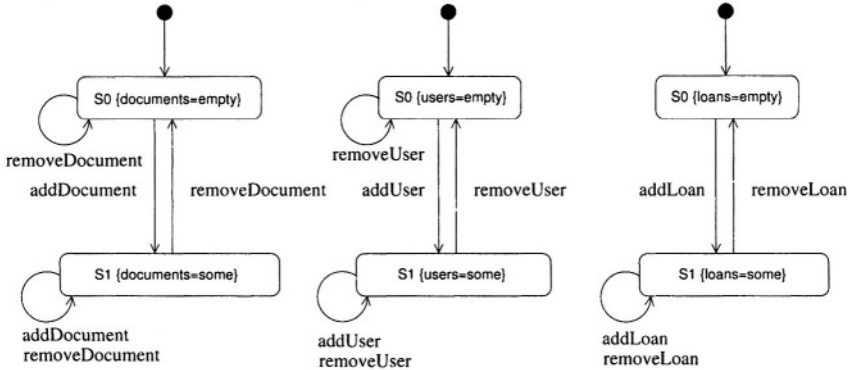 S0 {documents=empty}
removeDocument
addDocument
removeDocument
S1 {documents=some}
addDocument
removeDocument
S0 {users=empty}
removeUser
addUser
removeUser
S1 {users=some}
addUser
removeUser
S0 {loans=empty}
addLoan
removeLoan
S1 {loans=some}
addLoan
removeLoan